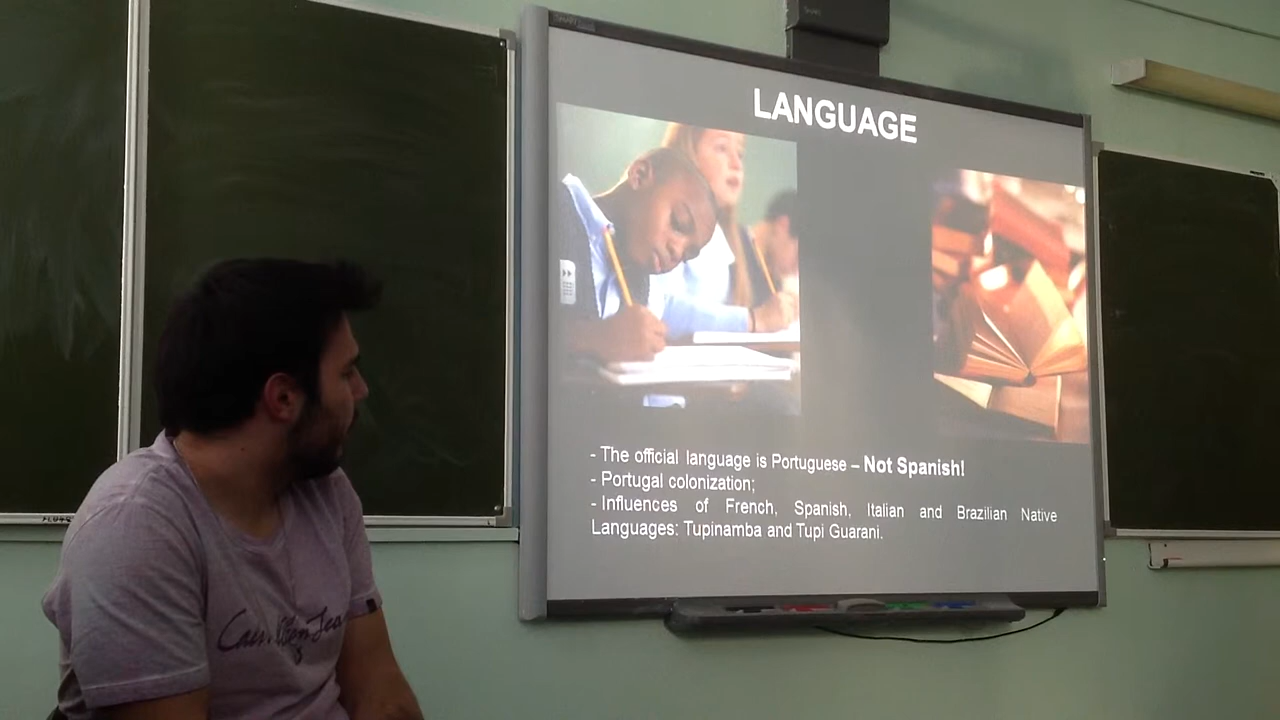 LANGUAGE
- The official language is Portuguese – Not Spanish!
- Portugal colonization;
- Influences of French, Spanish, Italian and Brazilian Native
Languages: Tupinamba and Tupi Guarani.